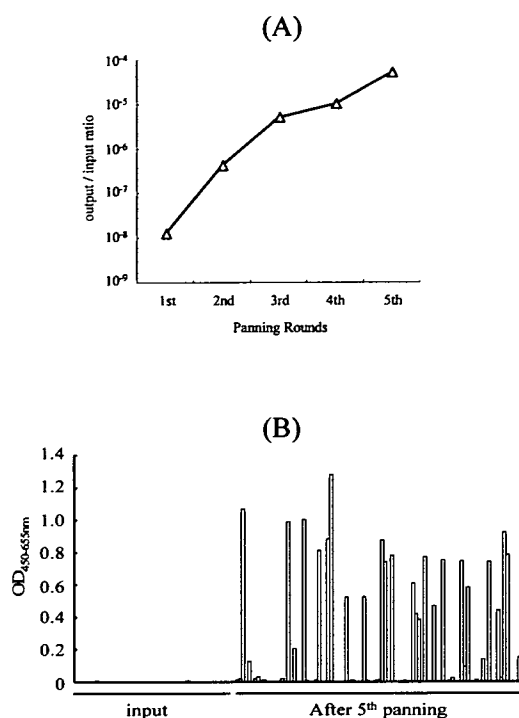 (A)
output / input ratio
10⁻⁴
10⁻⁵
10⁻⁶
10⁻⁷
10⁻⁸
10⁻⁹
1st 2nd 3rd 4th 5th
Panning Rounds
(B)
OD450-655nm
1.4
1.2
1.0
0.8
0.6
0.4
0.2
0
input After 5th panning